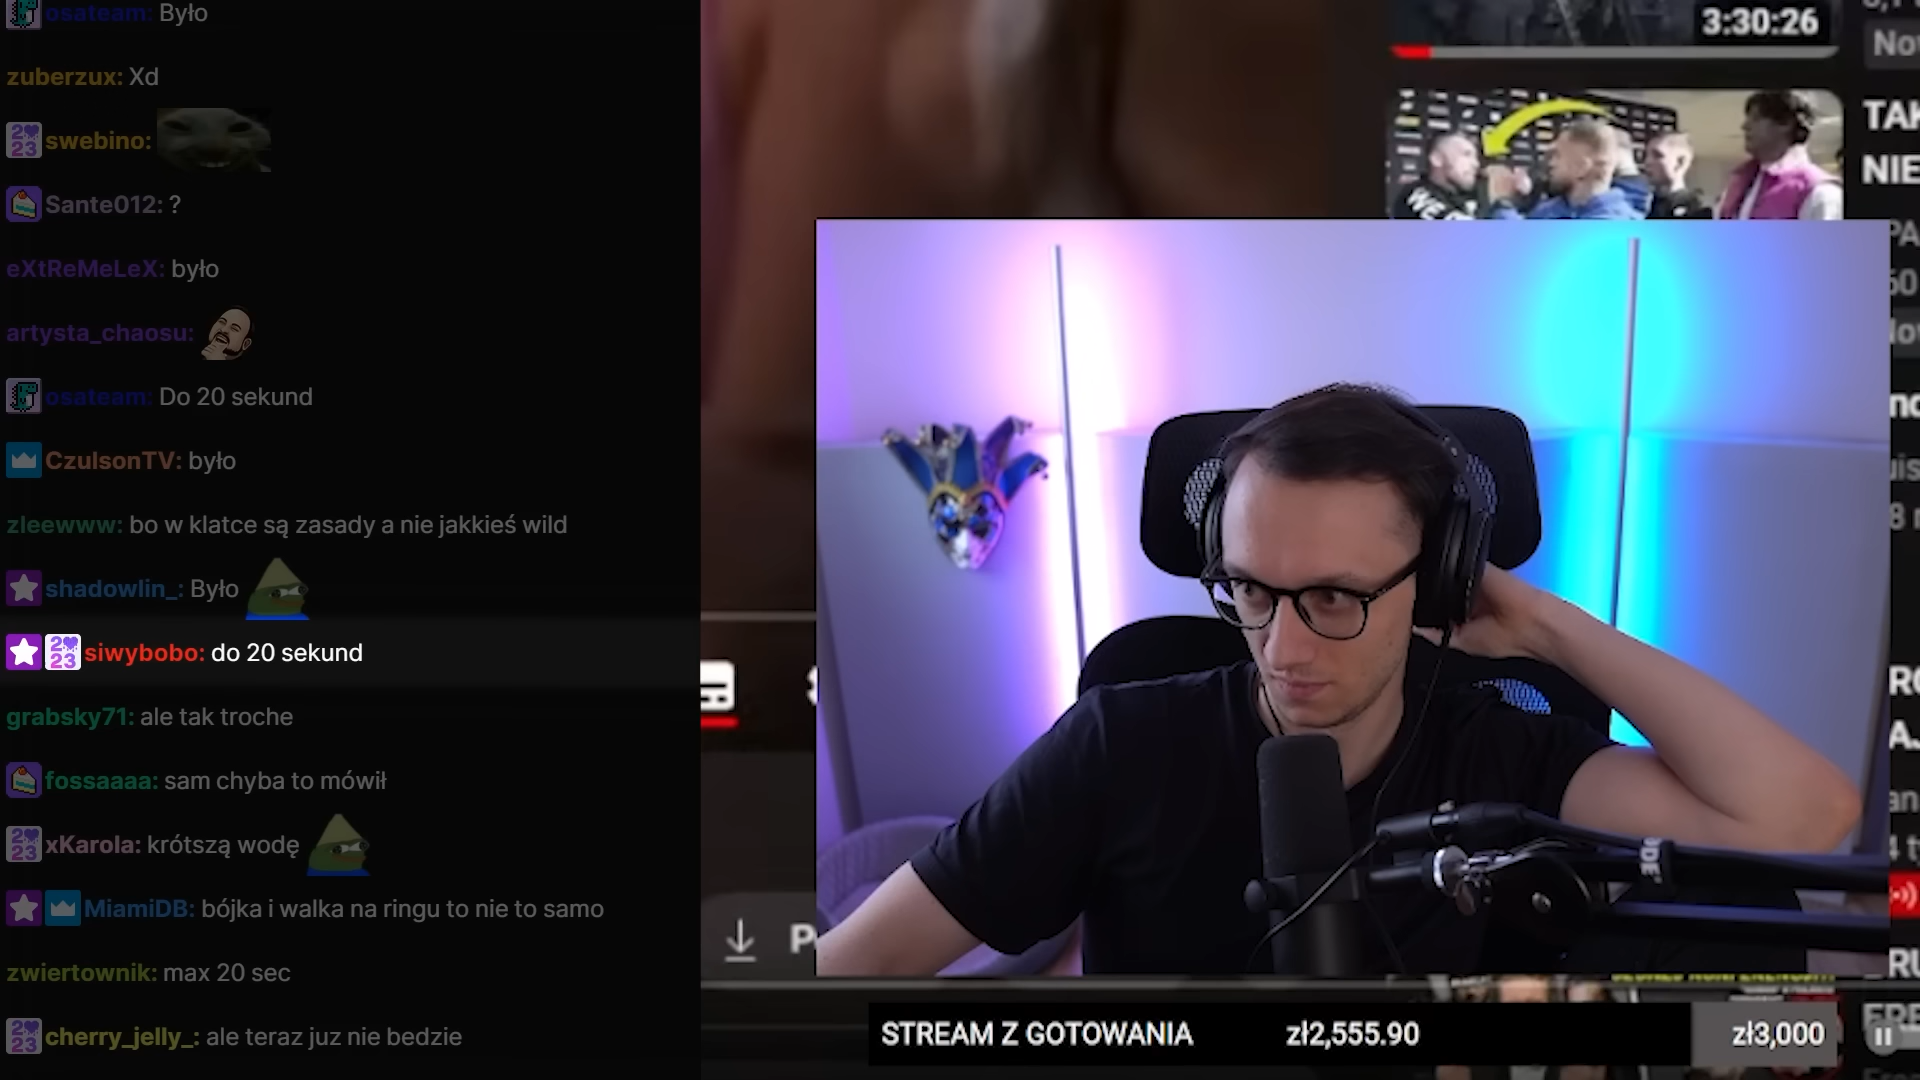 osateam: Było
zuberzux: Xd
swebino:
Sante012: ?
eXtReMeLeX: było
artysta_chaosu:
osateam: Do 20 sekund
CzulsonTV: było
zleewww: bo w klatce są zasady a nie jakkieś wild
shadowlin_: Było
siwybobo: do 20 sekund
grabsky71: ale tak troche
fossaaaa: sam chyba to mówił
xKarola: krótszą wodę
MiamiDB: bójka i walka na ringu to nie to samo
zwiertownik: max 20 sec
cherry_jelly_: ale teraz juz nie bedzie
3:30:26
STREAM Z GOTOWANIA zł2,555.90 zł3,000